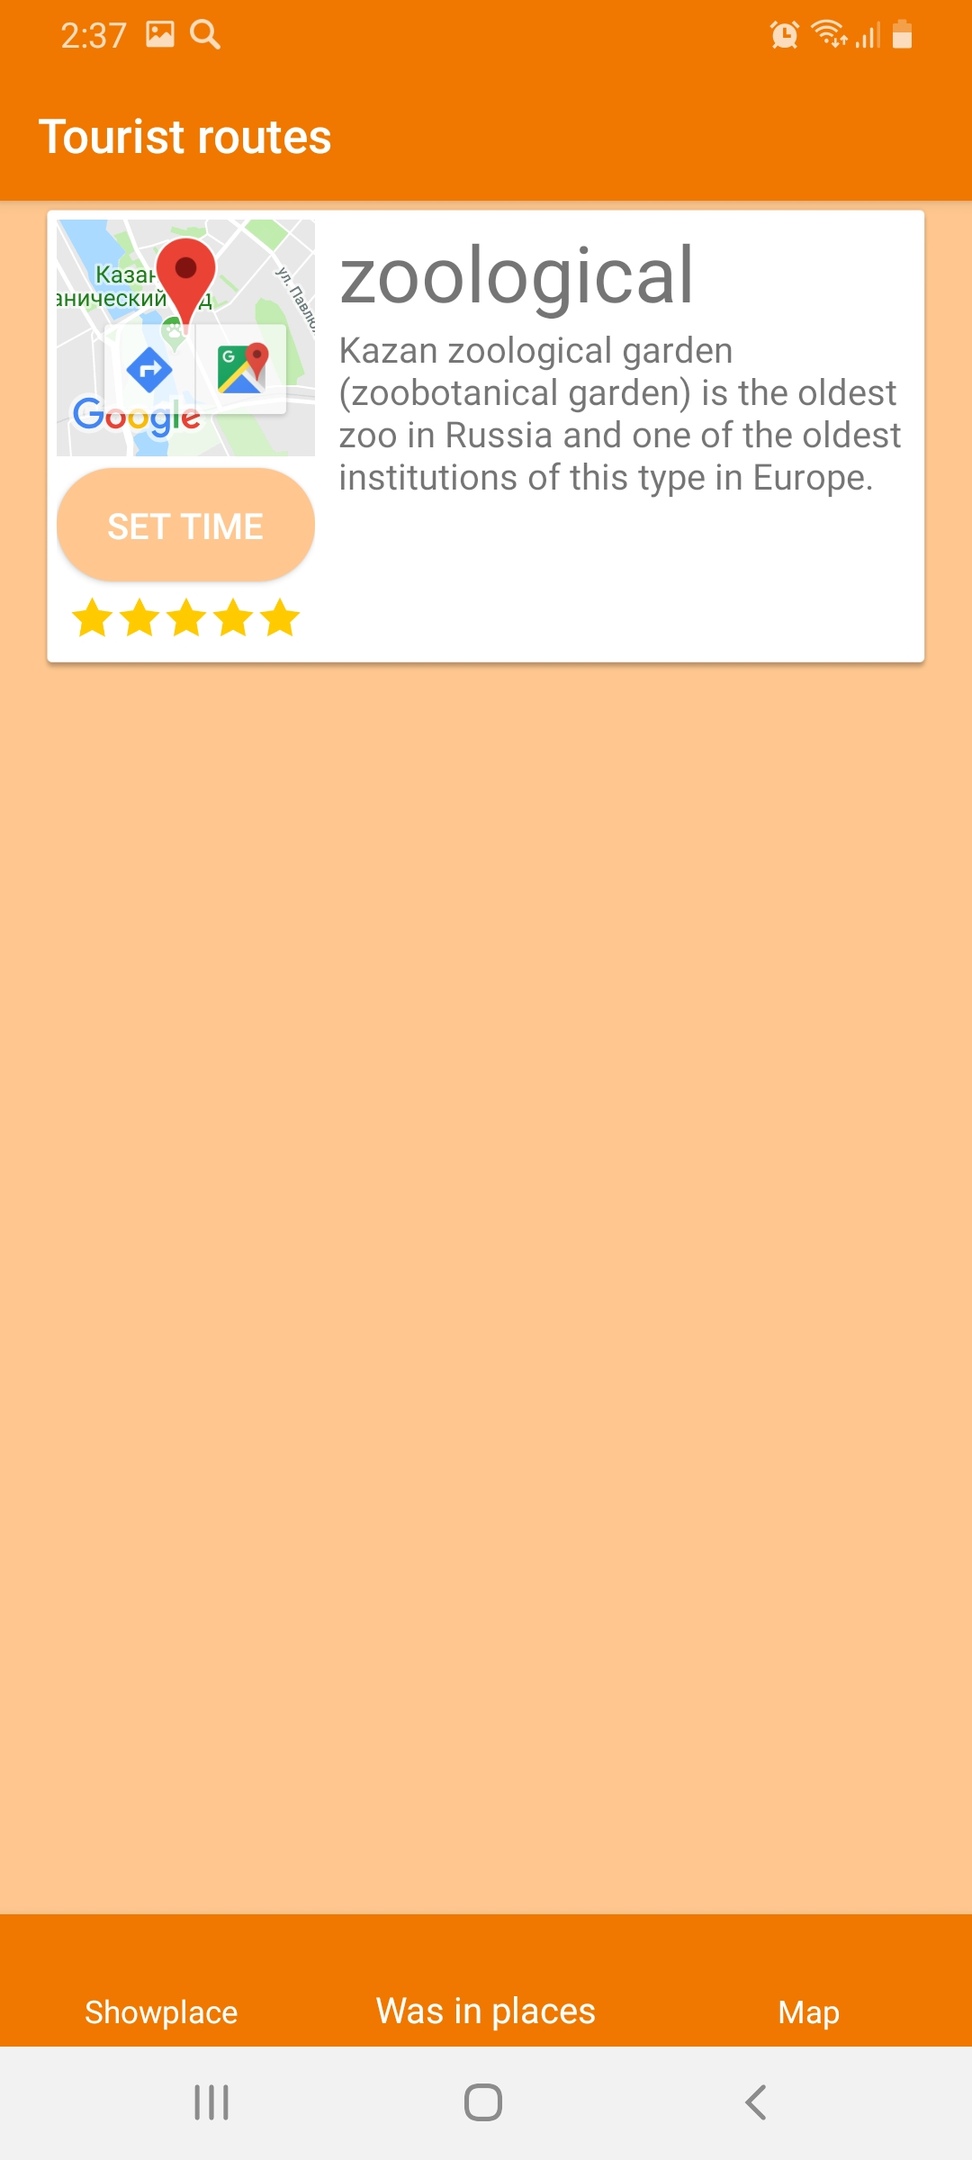 2:37
Tourist routes
Казан
анический
д
ул. Павлю
G
Google
zoological
Kazan zoological garden
(zoobotanical garden) is the oldest
zoo in Russia and one of the oldest
institutions of this type in Europe.
SET TIME
Showplace
Was in places
Map